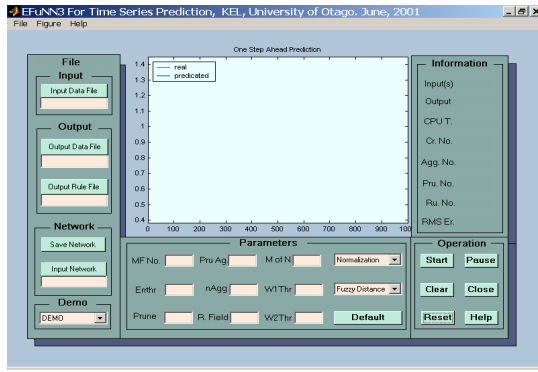 EFuNN3 For Time Series Prediction, KEL, University of Otago. June, 2001
File Figure Help
File
Input
Input Data File
Output
Output Data File
Output Rule File
Network
Save Network
Input Network
Demo
DEMO
One Step Ahead Prediction
real
predicated
1.4
1.3
1.2
1.1
1
0.9
0.8
0.7
0.6
0.5
0.4
0 100 200 300 400 500 600 700 800 900 100
Parameters
MF No. Pru Ag. M of N Normalization
Errthr nAgg W1Thr Fuzzy Distance
Prune R. Field W2Thr Default
Information
Input(s)
Output
CPU T.
Cr. No.
Agg. No.
Pru. No.
Ru. No.
RMS Er.
Operation
Start Pause
Clear Close
Reset Help